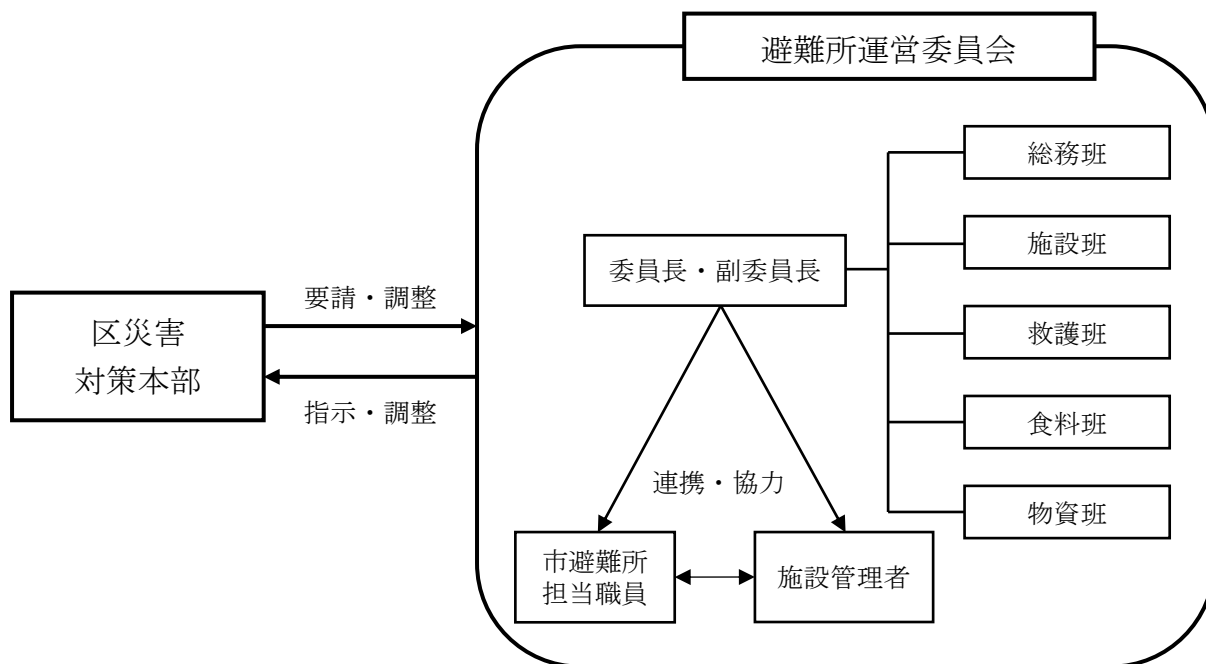 避難所運営委員会
総務班
施設班
委員長・副委員長
要請・調整
区災害
対策本部
救護班
指示・調整
食料班
連携・協力
物資班
市避難所
担当職員
施設管理者